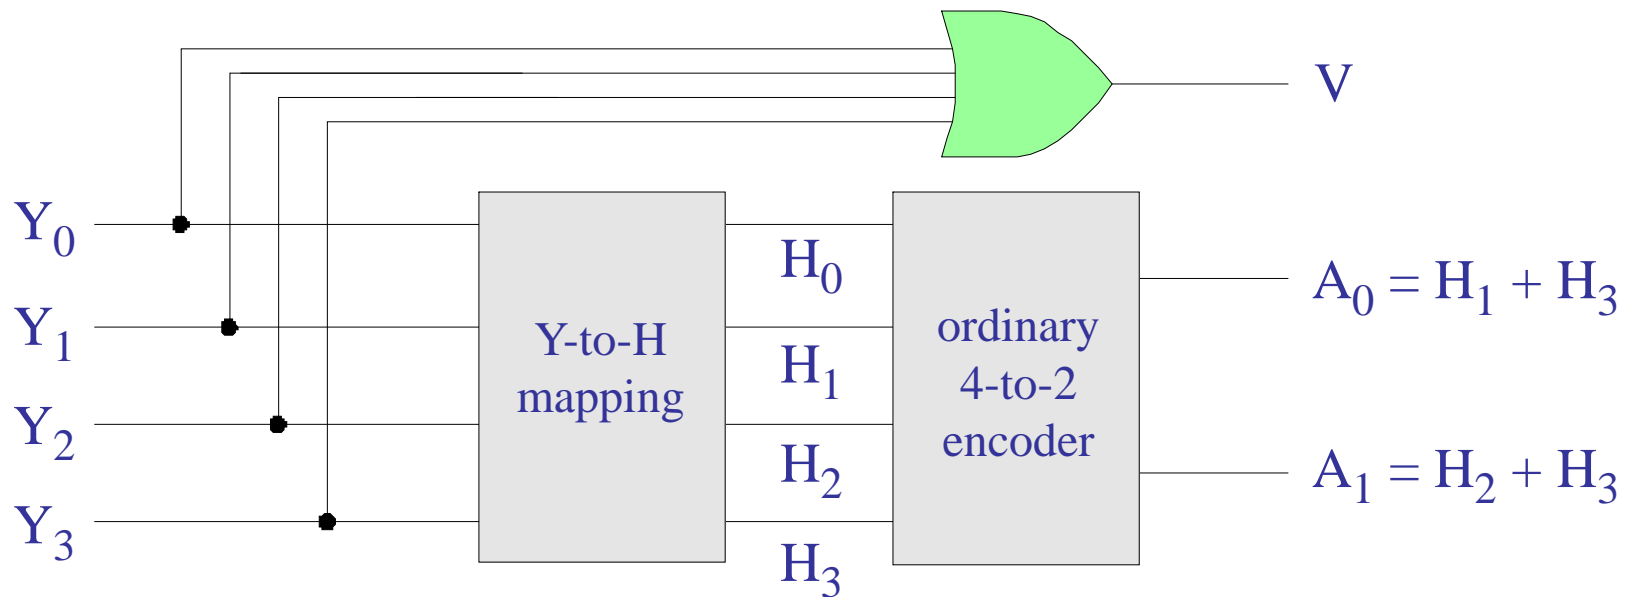 V
Y₀
Y₁
Y₂
Y₃
Y-to-H
mapping
H₀
H₁
H₂
H₃
ordinary
4-to-2
encoder
A₀ = H₁ + H₃
A₁ = H₂ + H₃